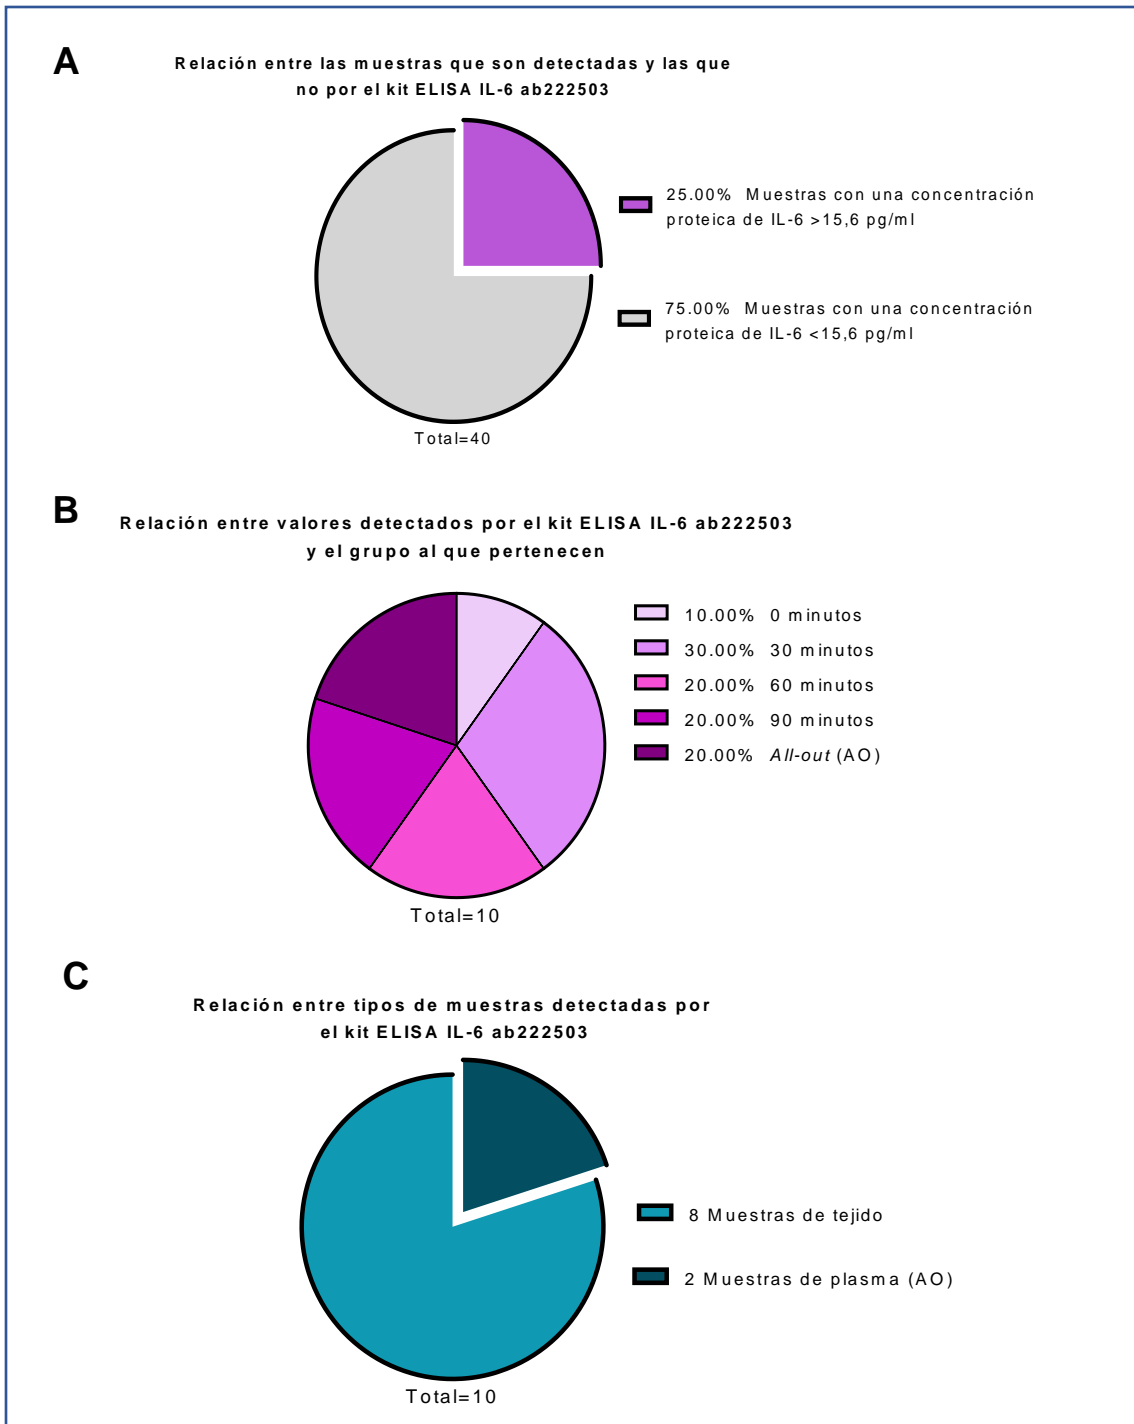 A
Relación entre las muestras que son detectadas y las que
no por el kit ELISA IL-6 ab222503
25.00% Muestras con una concentración
proteica de IL-6 >15,6 pg/ml
75.00% Muestras con una concentración
proteica de IL-6 <15,6 pg/ml
Total=40
B
Relación entre valores detectados por el kit ELISA IL-6 ab222503
y el grupo al que pertenecen
10.00% 0 minutos
30.00% 30 minutos
20.00% 60 minutos
20.00% 90 minutos
20.00% All-out (AO)
Total=10
C
Relación entre tipos de muestras detectadas por
el kit ELISA IL-6 ab222503
8 Muestras de tejido
2 Muestras de plasma (AO)
Total=10